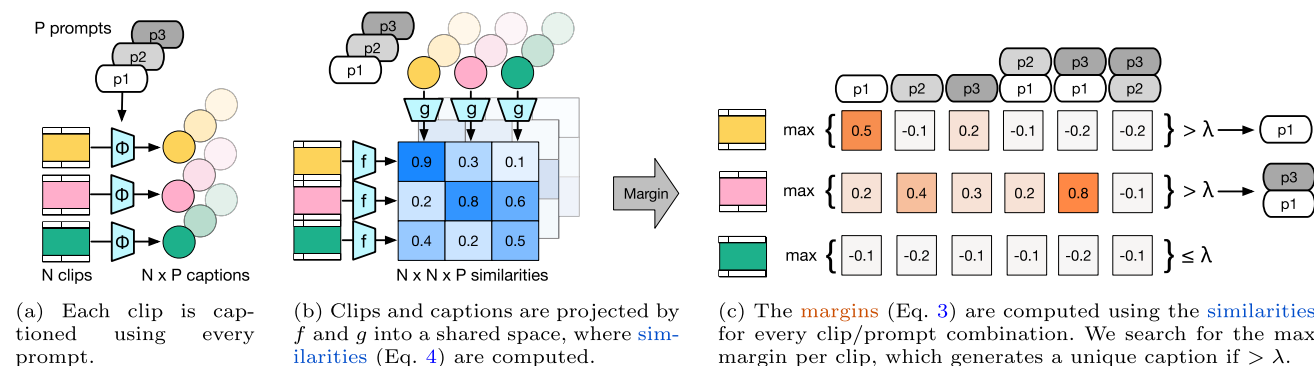 P prompts
p3
p2
p1
Φ
Φ
Φ
N clips
N x P captions
(a) Each clip is cap-
tioned using every
prompt.
p3
p2
p1
g g g
f 0.9 0.3 0.1
f 0.2 0.8 0.6
f 0.4 0.2 0.5
N x N x P similarities
(b) Clips and captions are projected by
f and g into a shared space, where sim-
ilarities (Eq. 4) are computed.
Margin
p2 p3 p3
p1 p2 p3 p1 p1 p2
max { 0.5 -0.1 0.2 -0.1 -0.2 -0.2 } > λ p1
max { 0.2 0.4 0.3 0.2 0.8 -0.1 } > λ p3
p1
max { -0.1 -0.2 -0.1 -0.1 -0.2 -0.1 } ≤ λ
(c) The margins (Eq. 3) are computed using the similarities
for every clip/prompt combination. We search for the max
margin per clip, which generates a unique caption if > λ.